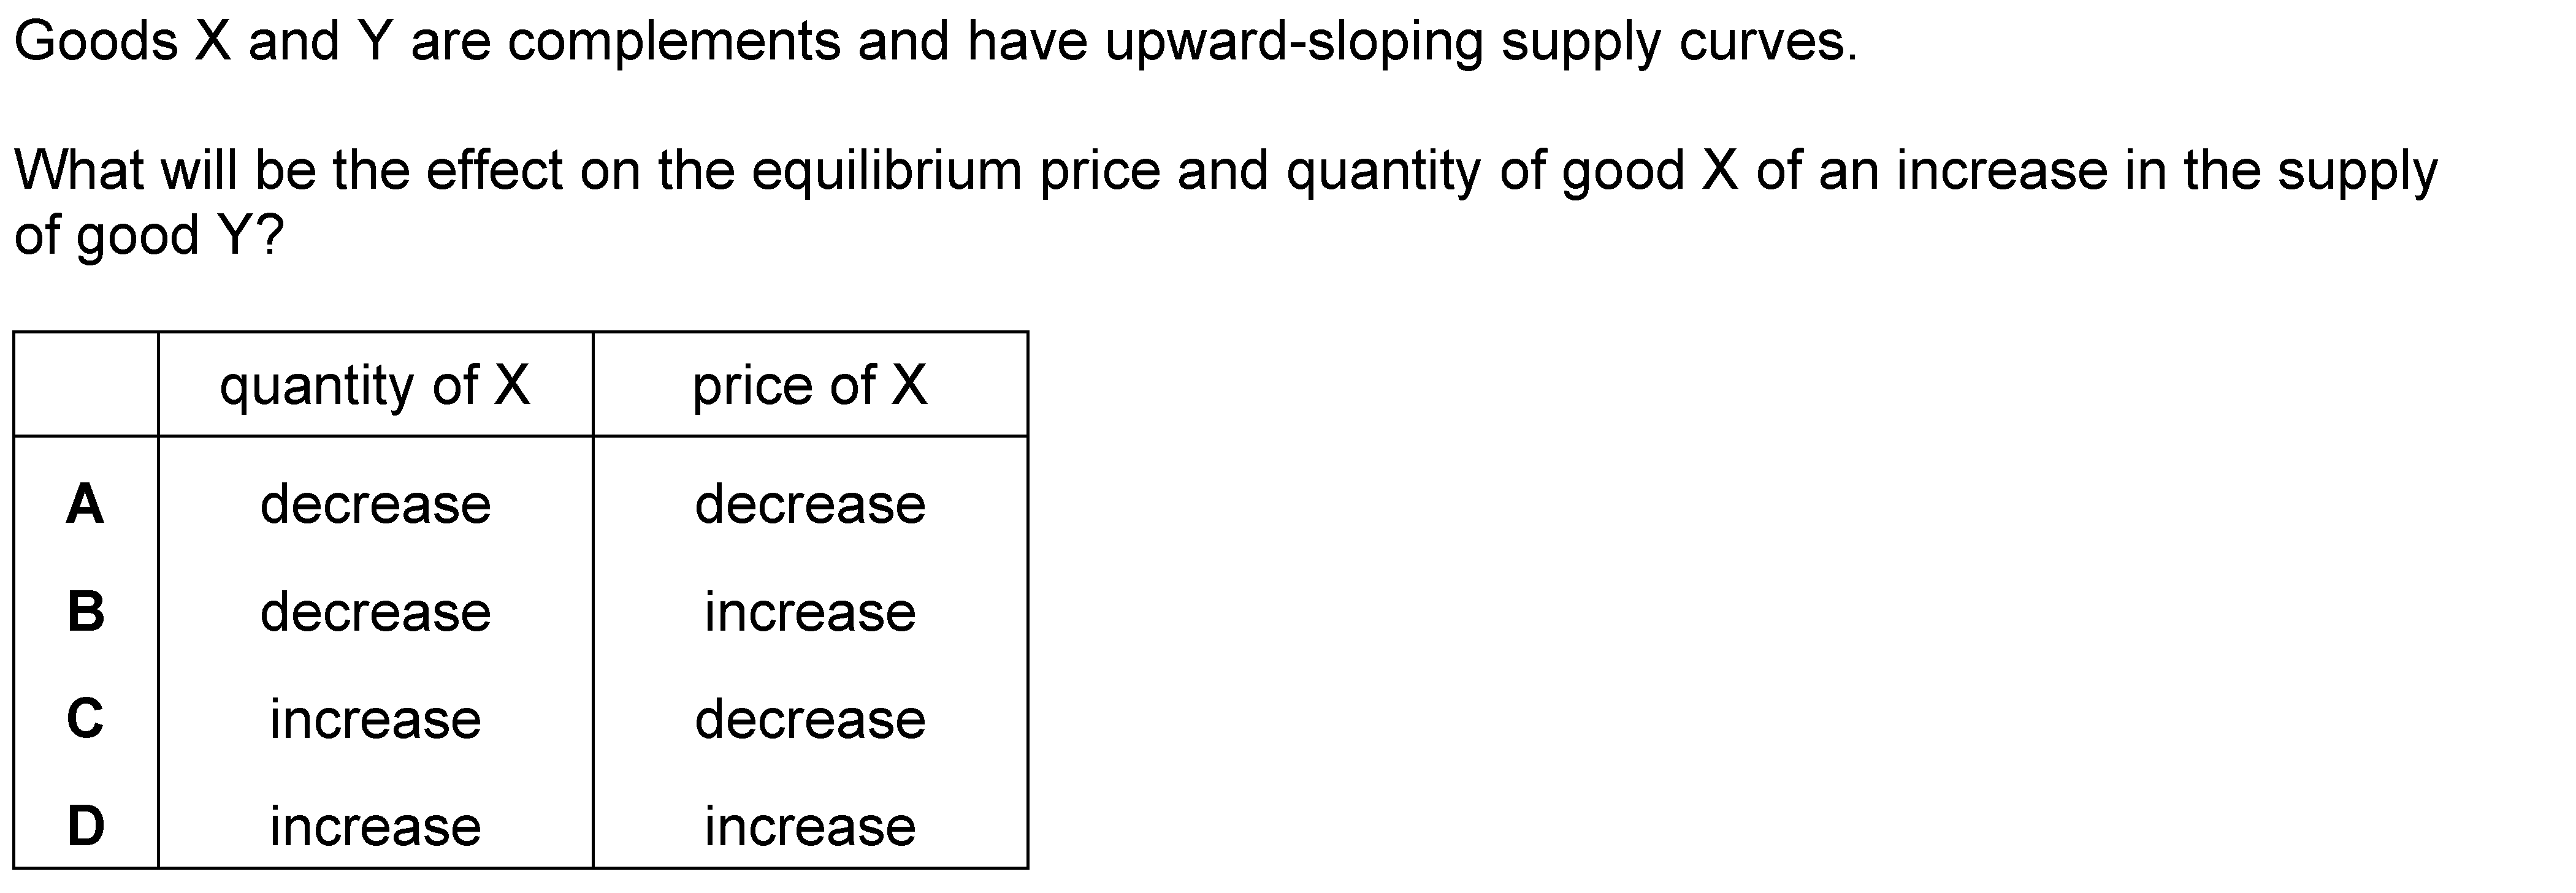 Goods X and Y are complements and have upward-sloping supply curves.
What will be the effect on the equilibrium price and quantity of good X of an increase in the supply
of good Y?
quantity of X price of X
A decrease decrease
B decrease increase
C increase decrease
D increase increase